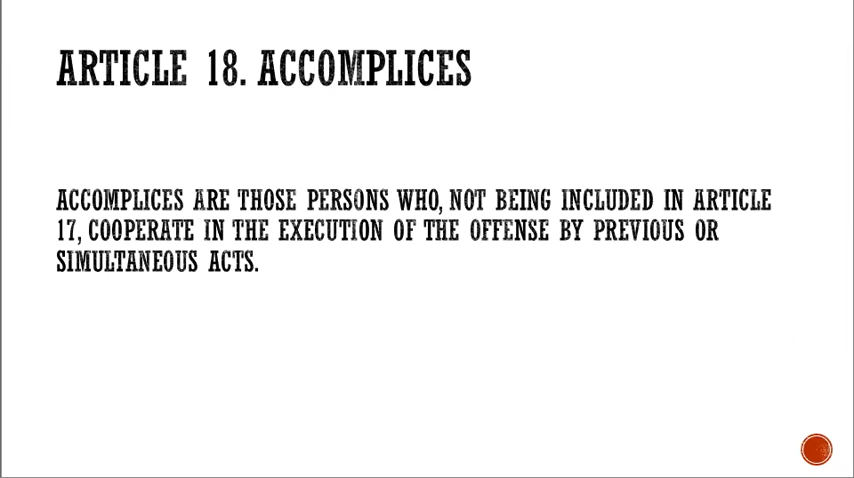 ARTICLE 18. ACCOMPLICES
ACCOMPLICES ARE THOSE PERSONS WHO, NOT BEING INCLUDED IN ARTICLE
17, COOPERATE IN THE EXECUTION OF THE OFFENSE BY PREVIOUS OR
SIMULTANEOUS ACTS.